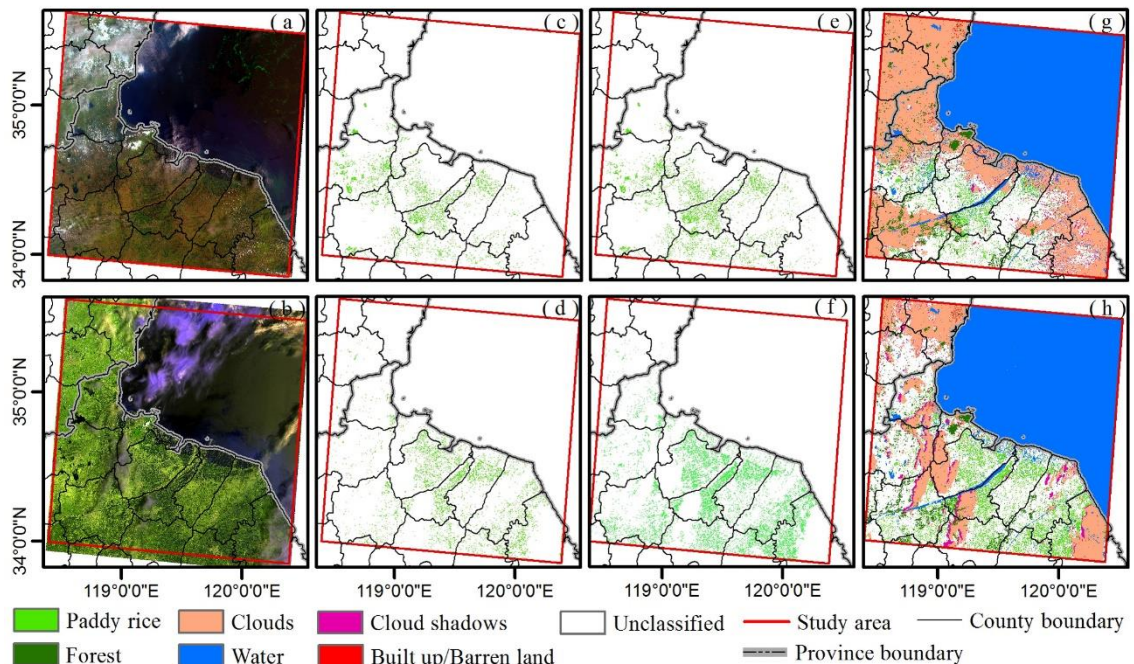 ( a ) ( c ) ( e ) ( g )
35°0'0"N
34°0'0"N
( b ) ( d ) ( f ) ( h )
35°0'0"N
34°0'0"N
119°0'0"E 120°0'0"E 119°0'0"E 120°0'0"E 119°0'0"E 120°0'0"E 119°0'0"E 120°0'0"E
Paddy rice Clouds Cloud shadows Unclassified Study area County boundary
Forest Water Built up/Barren land Province boundary